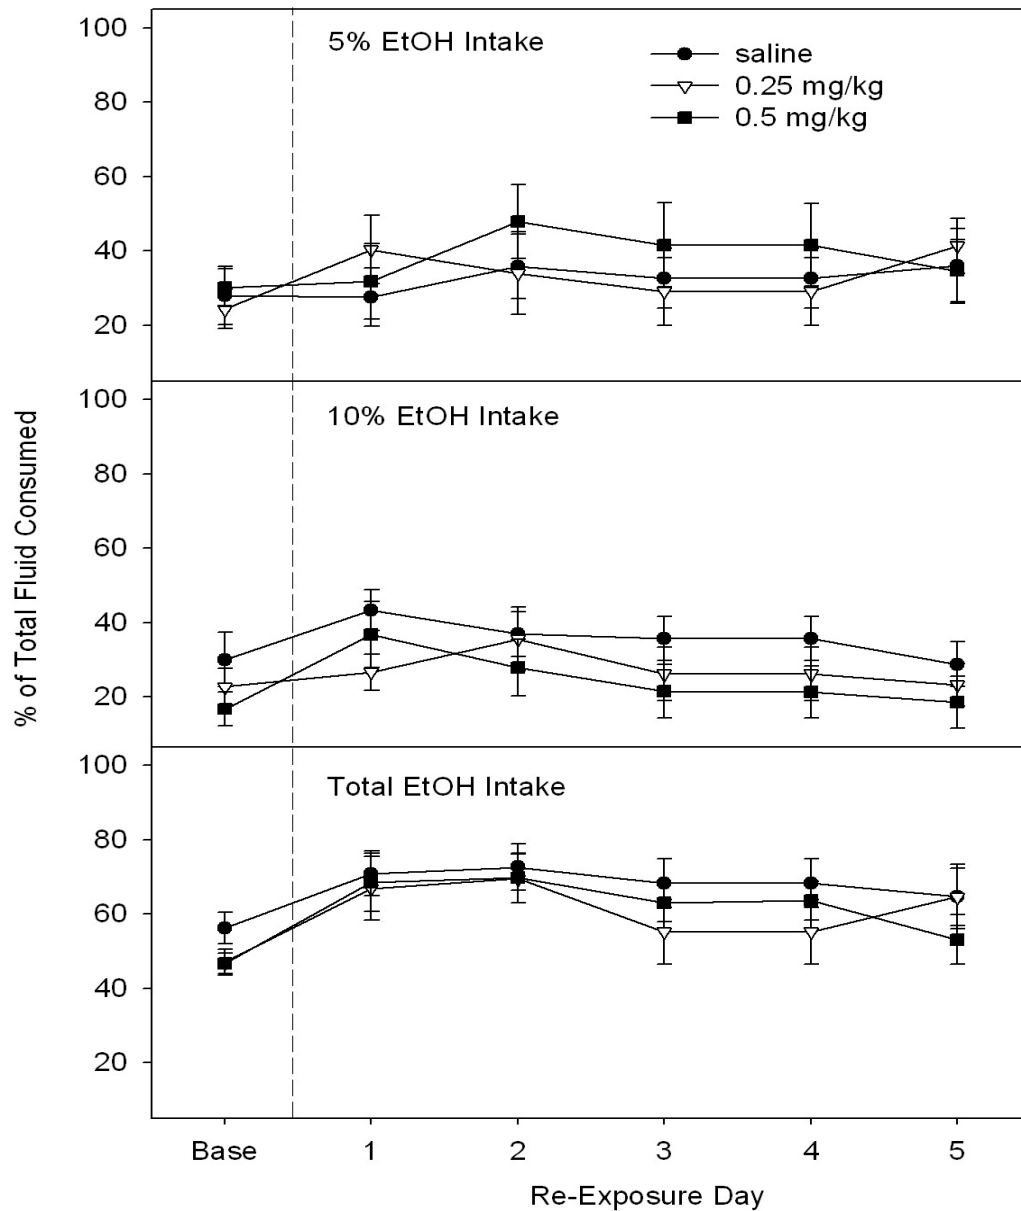 5% EtOH Intake
saline
0.25 mg/kg
0.5 mg/kg
100
80
60
40
20
10% EtOH Intake
100
80
60
40
20
Total EtOH Intake
100
80
60
40
20
% of Total Fluid Consumed
Base 1 2 3 4 5
Re-Exposure Day